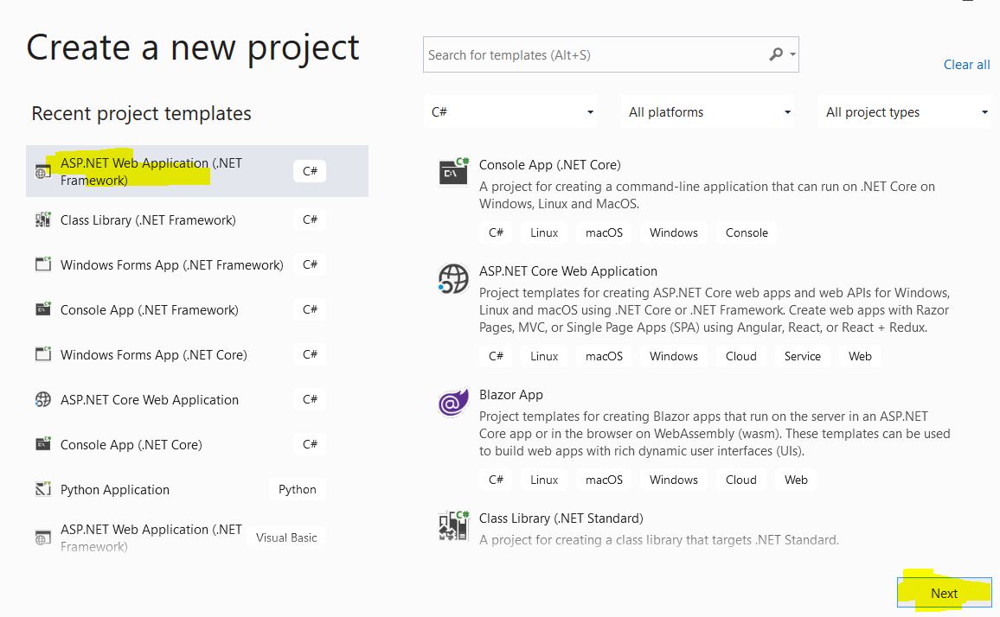 Create a new project
Search for templates (Alt+S)
Clear all
Recent project templates
C#
All platforms
All project types
ASP.NET Web Application (.NET
Framework)
C#
Class Library (.NET Framework)
C#
Windows Forms App (.NET Framework)
C#
Console App (.NET Framework)
C#
Windows Forms App (.NET Core)
C#
ASP.NET Core Web Application
C#
Console App (.NET Core)
C#
Python Application
Python
ASP.NET Web Application (.NET
Framework)
Visual Basic
Console App (.NET Core)
A project for creating a command-line application that can run on .NET Core on
Windows, Linux and MacOS.
C# Linux macOS Windows Console
ASP.NET Core Web Application
Project templates for creating ASP.NET Core web apps and web APIs for Windows,
Linux and macOS using .NET Core or .NET Framework. Create web apps with Razor
Pages, MVC, or Single Page Apps (SPA) using Angular, React, or React + Redux.
C# Linux macOS Windows Cloud Service Web
Blazor App
Project templates for creating Blazor apps that run on the server in an ASP.NET
Core app or in the browser on WebAssembly (wasm). These templates can be used
to build web apps with rich dynamic user interfaces (UIs).
C# Linux macOS Windows Cloud Web
Class Library (.NET Standard)
A project for creating a class library that targets .NET Standard.
Next